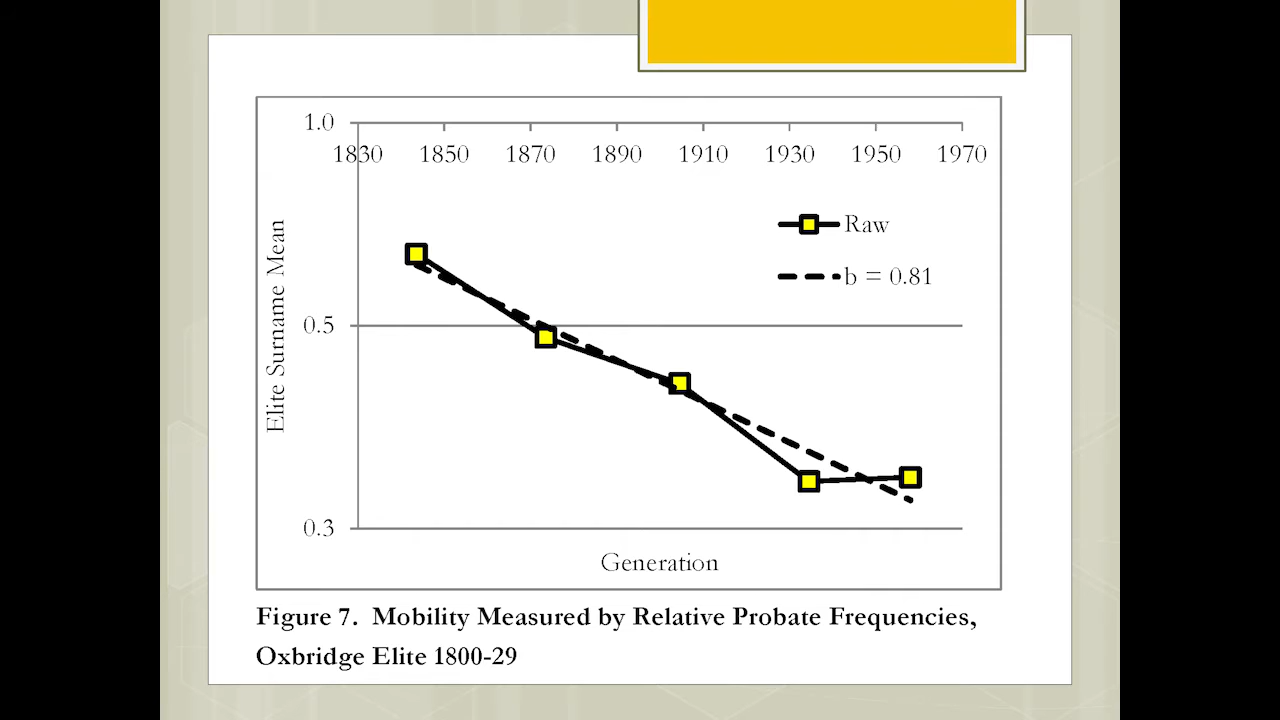 1.0
1830 1850 1870 1890 1910 1930 1950 1970
Raw
b = 0.81
Elite Surname Mean
0.5
0.3
Generation
Figure 7. Mobility Measured by Relative Probate Frequencies,
Oxbridge Elite 1800-29